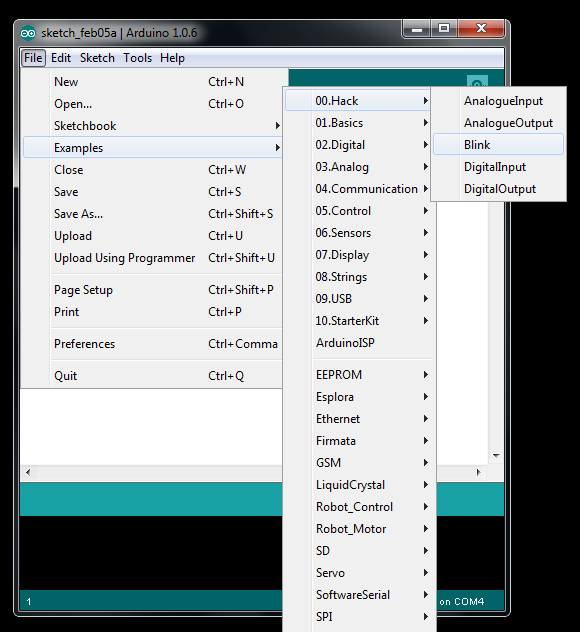 sketch_feb05a | Arduino 1.0.6
File Edit Sketch Tools Help
New Ctrl+N
Open... Ctrl+O
Sketchbook
Examples
Close Ctrl+W
Save Ctrl+S
Save As... Ctrl+Shift+S
Upload Ctrl+U
Upload Using Programmer Ctrl+Shift+U
Page Setup Ctrl+Shift+P
Print Ctrl+P
Preferences Ctrl+Comma
Quit Ctrl+Q
00.Hack
01.Basics
02.Digital
03.Analog
04.Communication
05.Control
06.Sensors
07.Display
08.Strings
09.USB
10.StarterKit
ArduinoISP
EEPROM
Esplora
Ethernet
Firmata
GSM
LiquidCrystal
Robot_Control
Robot_Motor
SD
Servo
SoftwareSerial
SPI
AnalogueInput
AnalogueOutput
Blink
DigitalInput
DigitalOutput
1
on COM4